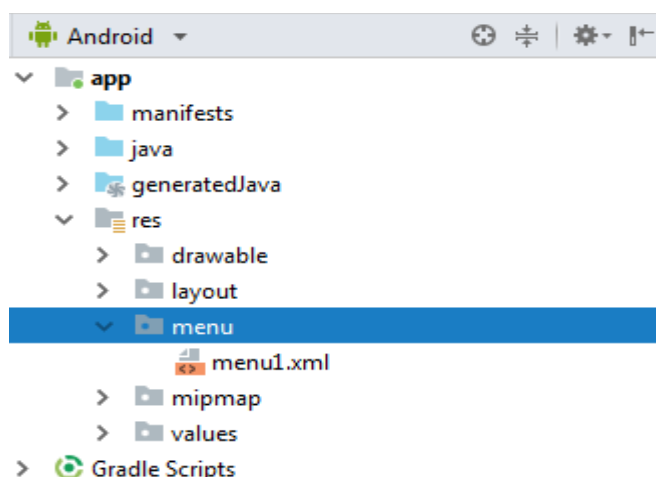 Android
app
manifests
java
generatedJava
res
drawable
layout
menu
menu1.xml
mipmap
values
Gradle Scripts